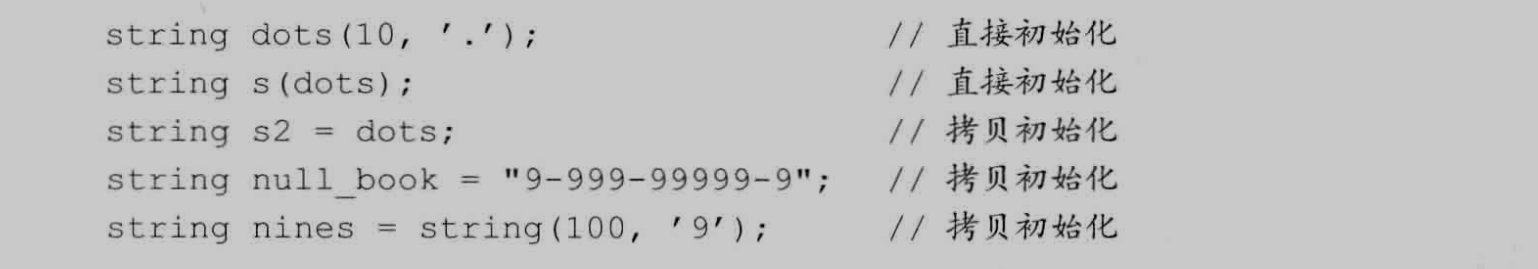 string dots(10, '.'); // 直接初始化
string s(dots); // 直接初始化
string s2 = dots; // 拷贝初始化
string null_book = "9-999-99999-9"; // 拷贝初始化
string nines = string(100, '9'); // 拷贝初始化